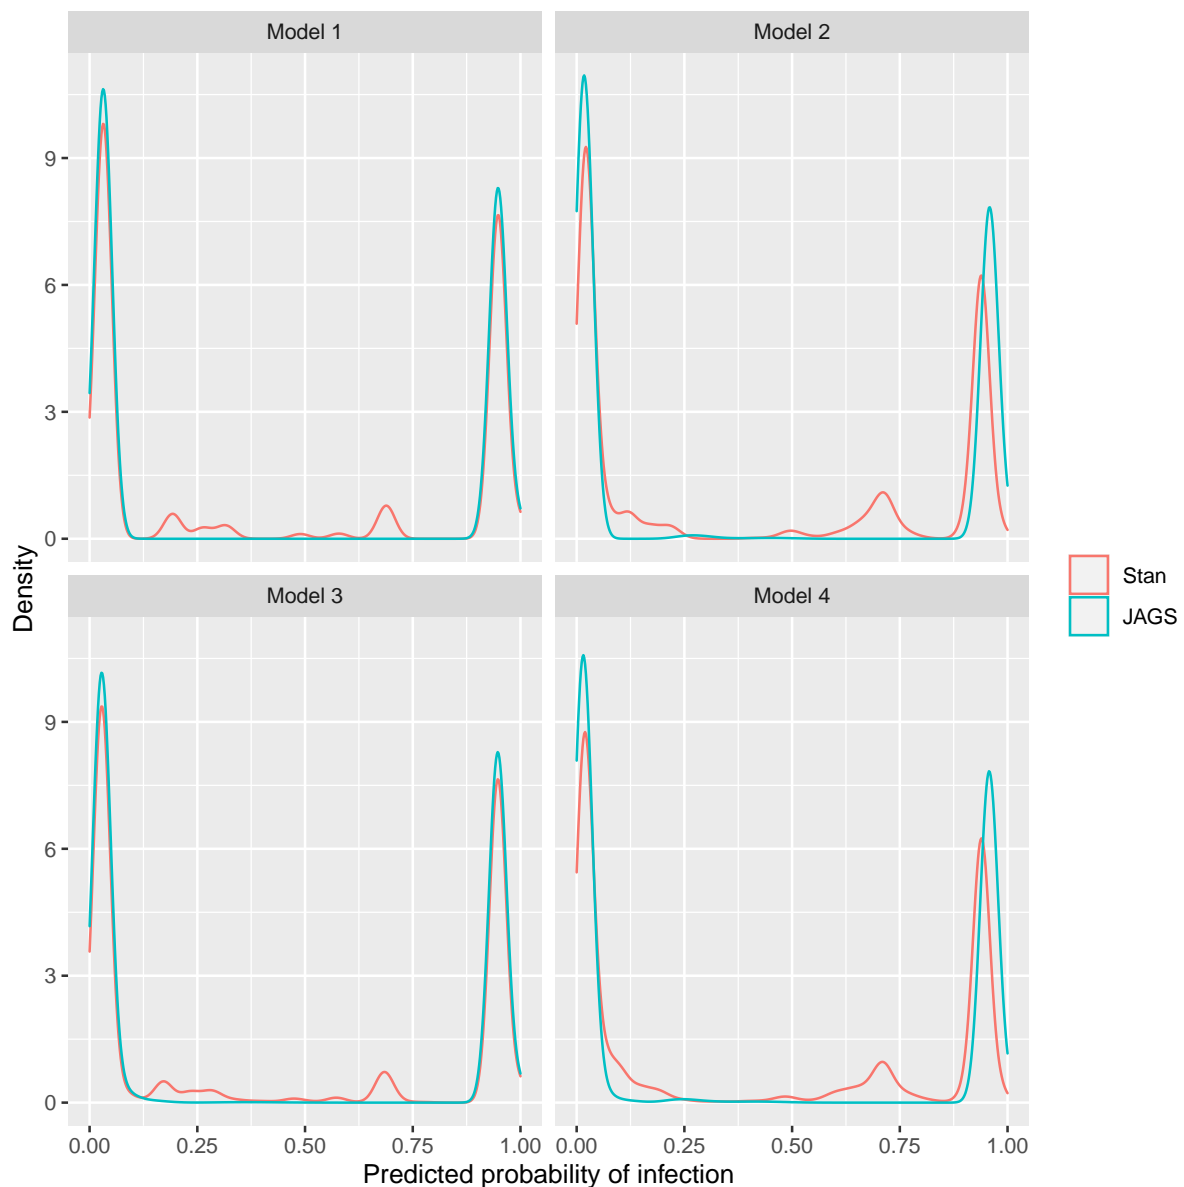 Model 1
Model 2
9
6
3
0
Model 3
Model 4
9
6
3
0
0.00 0.25 0.50 0.75 1.00
0.00 0.25 0.50 0.75 1.00
Predicted probability of infection
Density
Stan
JAGS